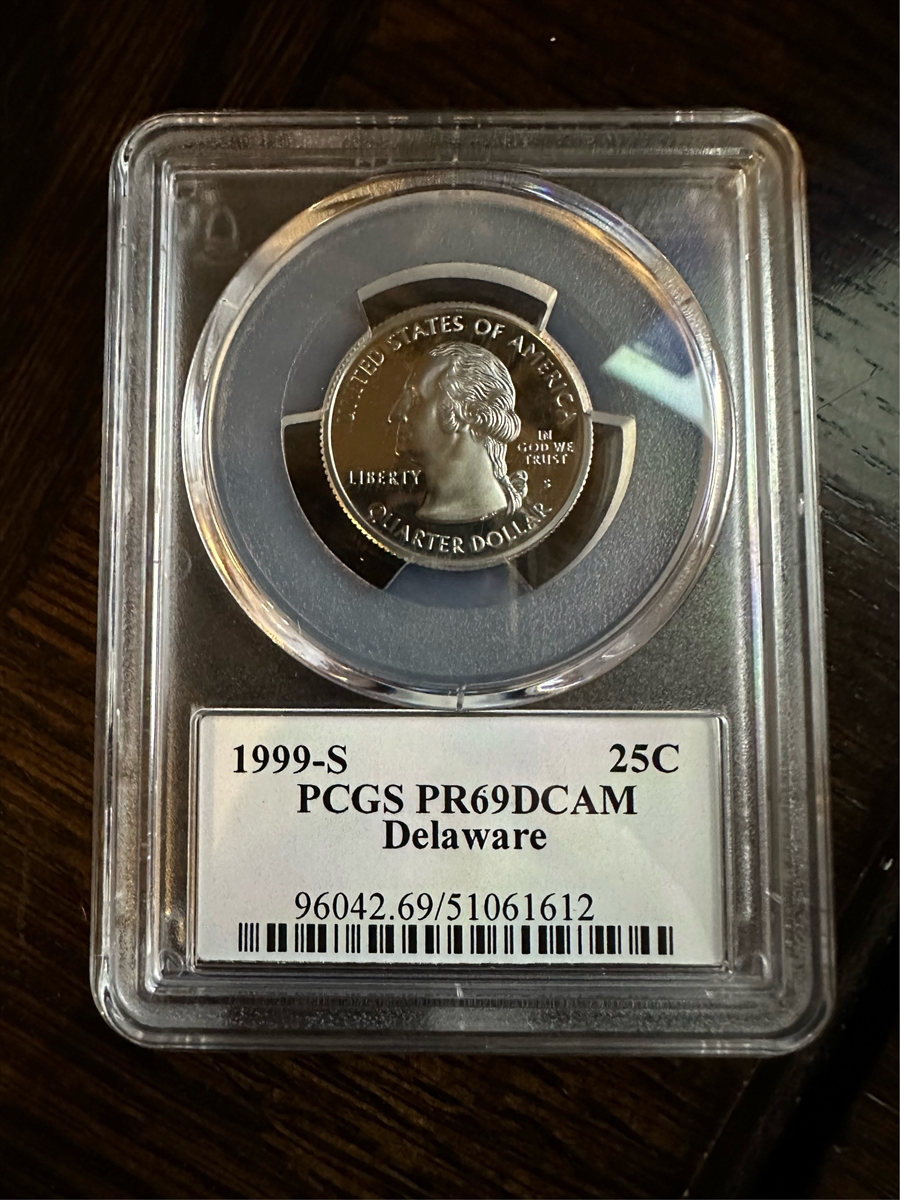 UNITED STATES OF AMERICA
IN
GOD WE
TRUST
LIBERTY
S
QUARTER DOLLAR
1999-S 25C
PCGS PR69DCAM
Delaware
96042.69/51061612